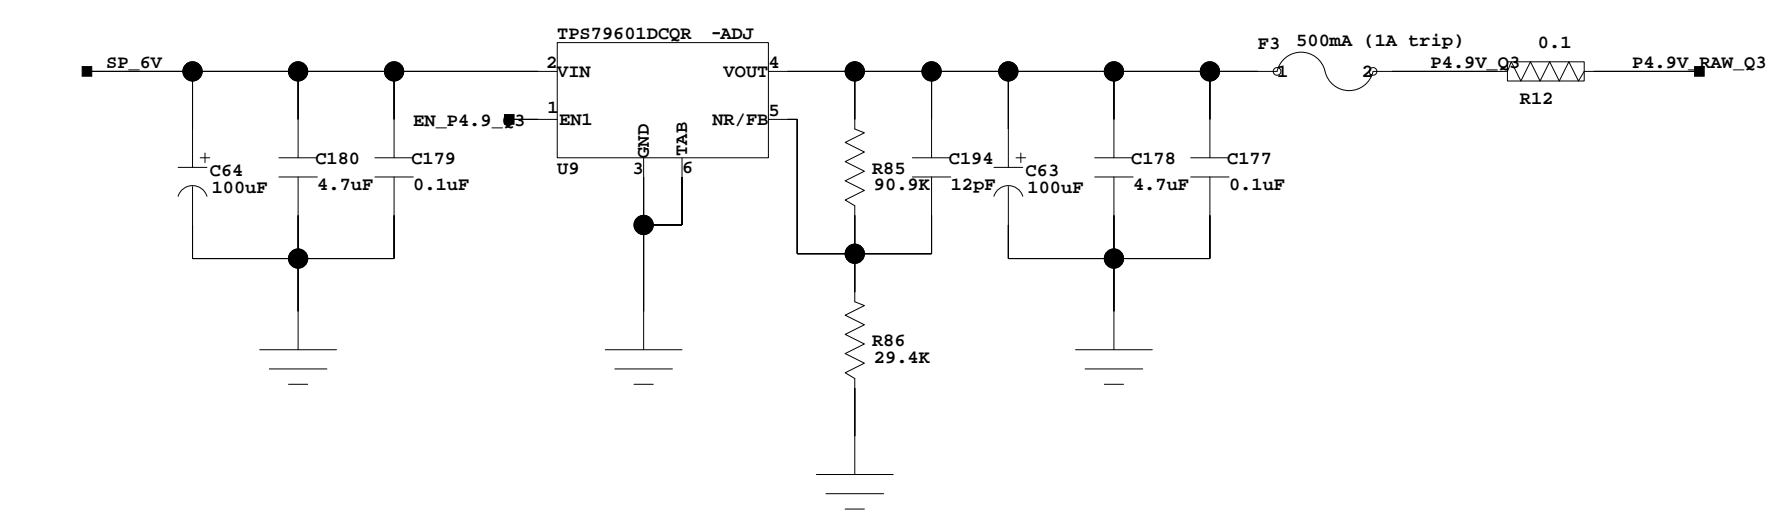 TPS79601DCQR -ADJ
F3 500mA (1A trip)
0.1
SP_6V
2
VIN
VOUT
4
1
2
P4.9V_Q3
P4.9V_RAW_Q3
R12
EN_P4.9_Q3
1
EN1
NR/FB
5
GND
TAB
U9
3
6
C64
100uF
C180
4.7uF
C179
0.1uF
R85
90.9K
C194
12pF
C63
100uF
C178
4.7uF
C177
0.1uF
R86
29.4K